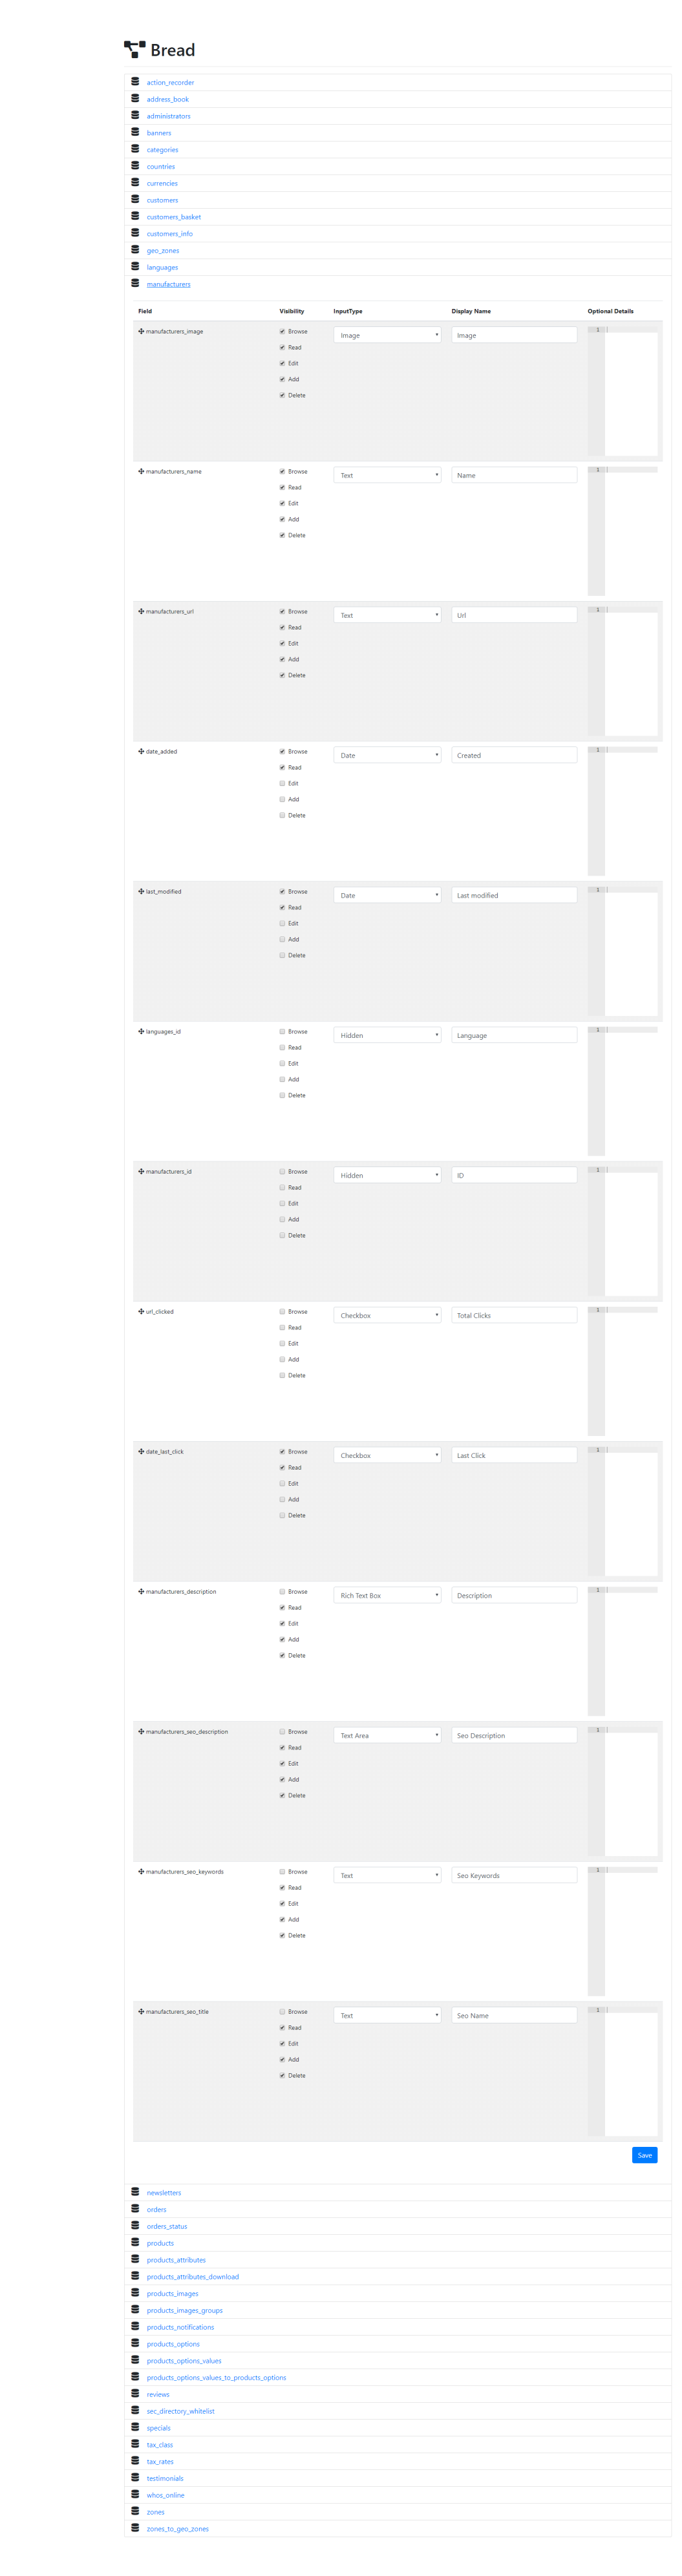 Bread
action_recorder
address_book
administrators
banners
categories
countries
currencies
customers
customers_basket
customers_info
geo_zones
languages
manufacturers
Field Visibility InputType Display Name Optional Details
manufacturers_image Browse Image Image 1
Read
Edit
Add
Delete
manufacturers_name Browse Text Name 1
Read
Edit
Add
Delete
manufacturers_url Browse Text Url 1
Read
Edit
Add
Delete
date_added Browse Date Created 1
Read
Edit
Add
Delete
last_modified Browse Date Last modified 1
Read
Edit
Add
Delete
languages_id Browse Hidden Language 1
Read
Edit
Add
Delete
manufacturers_id Browse Hidden ID 1
Read
Edit
Add
Delete
url_clicked Browse Checkbox Total Clicks 1
Read
Edit
Add
Delete
date_last_click Browse Checkbox Last Click 1
Read
Edit
Add
Delete
manufacturers_description Browse Rich Text Box Description 1
Read
Edit
Add
Delete
manufacturers_seo_description Browse Text Area Seo Description 1
Read
Edit
Add
Delete
manufacturers_seo_keywords Browse Text Seo Keywords 1
Read
Edit
Add
Delete
manufacturers_seo_title Browse Text Seo Name 1
Read
Edit
Add
Delete
Save
newsletters
orders
orders_status
products
products_attributes
products_attributes_download
products_images
products_images_groups
products_notifications
products_options
products_options_values
products_options_values_to_products_options
reviews
sec_directory_whitelist
specials
tax_class
tax_rates
testimonials
whos_online
zones
zones_to_geo_zones